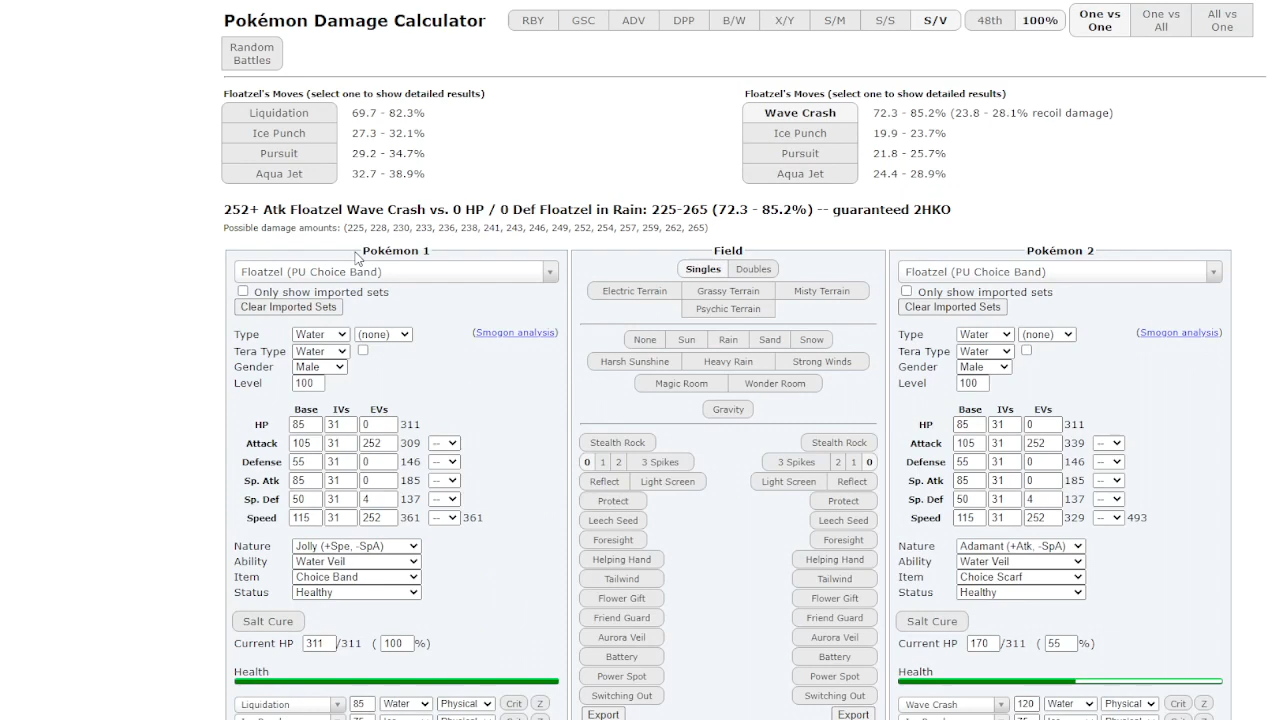 Pokémon Damage Calculator RBY GSC ADV DPP B/W X/Y S/M S/S S/V 48th 100% One vs One One vs All All vs One
Random Battles
Floatzel's Moves (select one to show detailed results) Floatzel's Moves (select one to show detailed results)
Liquidation 69.7 - 82.3% Wave Crash 72.3 - 85.2% (23.8 - 28.1% recoil damage)
Ice Punch 27.3 - 32.1% Ice Punch 19.9 - 23.7%
Pursuit 29.2 - 34.7% Pursuit 21.8 - 25.7%
Aqua Jet 32.7 - 38.9% Aqua Jet 24.4 - 28.9%
252+ Atk Floatzel Wave Crash vs. 0 HP / 0 Def Floatzel in Rain: 225-265 (72.3 - 85.2%) -- guaranteed 2HKO
Possible damage amounts: (225, 228, 230, 233, 236, 238, 241, 243, 246, 249, 252, 254, 257, 259, 262, 265)
Pokémon 1
Floatzel (PU Choice Band)
Only show imported sets
Clear Imported Sets
Type Water (none) (Smogon analysis)
Tera Type Water
Gender Male
Level 100
Base IVs EVs
HP 85 31 0 311
Attack 105 31 252 309 --
Defense 55 31 0 146 --
Sp. Atk 85 31 0 185 --
Sp. Def 50 31 4 137 --
Speed 115 31 252 361 -- 361
Nature Jolly (+Spe, -SpA)
Ability Water Veil
Item Choice Band
Status Healthy
Salt Cure
Current HP 311 /311 ( 100 %)
Health
Liquidation 85 Water Physical Crit Z
Field
Singles Doubles
Electric Terrain Grassy Terrain Misty Terrain
Psychic Terrain
None Sun Rain Sand Snow
Harsh Sunshine Heavy Rain Strong Winds
Magic Room Wonder Room
Gravity
Stealth Rock Stealth Rock
0 1 2 3 Spikes 3 Spikes 2 1 0
Reflect Light Screen Light Screen Reflect
Protect Protect
Leech Seed Leech Seed
Foresight Foresight
Helping Hand Helping Hand
Tailwind Tailwind
Flower Gift Flower Gift
Friend Guard Friend Guard
Aurora Veil Aurora Veil
Battery Battery
Power Spot Power Spot
Switching Out Switching Out
Export Export
Pokémon 2
Floatzel (PU Choice Band)
Only show imported sets
Clear Imported Sets
Type Water (none) (Smogon analysis)
Tera Type Water
Gender Male
Level 100
Base IVs EVs
HP 85 31 0 311
Attack 105 31 252 339 --
Defense 55 31 0 146 --
Sp. Atk 85 31 0 185 --
Sp. Def 50 31 4 137 --
Speed 115 31 252 329 -- 493
Nature Adamant (+Atk, -SpA)
Ability Water Veil
Item Choice Scarf
Status Healthy
Salt Cure
Current HP 170 /311 ( 55 %)
Health
Wave Crash 120 Water Physical Crit Z